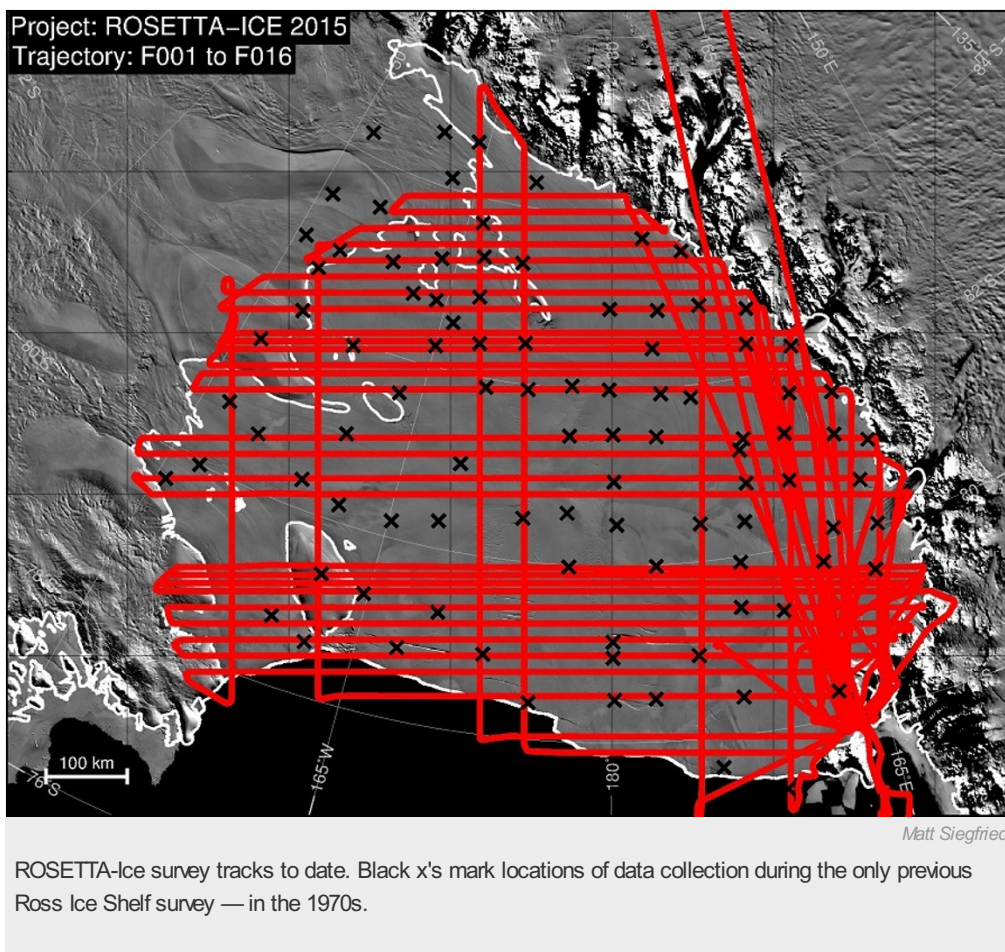 Project: ROSETTA-ICE 2015
Trajectory: F001 to F016
150°E
135°E
84°S
80°S
165°W
180°
165°E
76°S
100 km
Matt Siegfried
ROSETTA-Ice survey tracks to date. Black x's mark locations of data collection during the only previous
Ross Ice Shelf survey — in the 1970s.